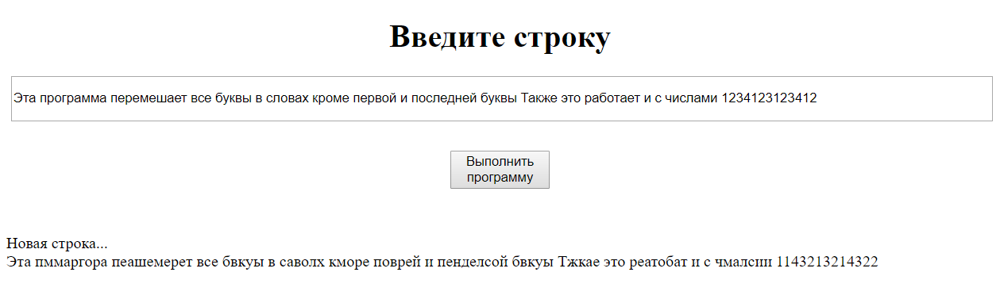 Введите строку
Эта программа перемешает все буквы в словах кроме первой и последней буквы Также это работает и с числами 1234123123412
Выполнить
программу
Новая строка...
Эта пммаргора пеашемерет все бвкуы в саволх кморе поврей и пенделсой бвкуы Тжкае это реатобат и с чмалсии 1143213214322